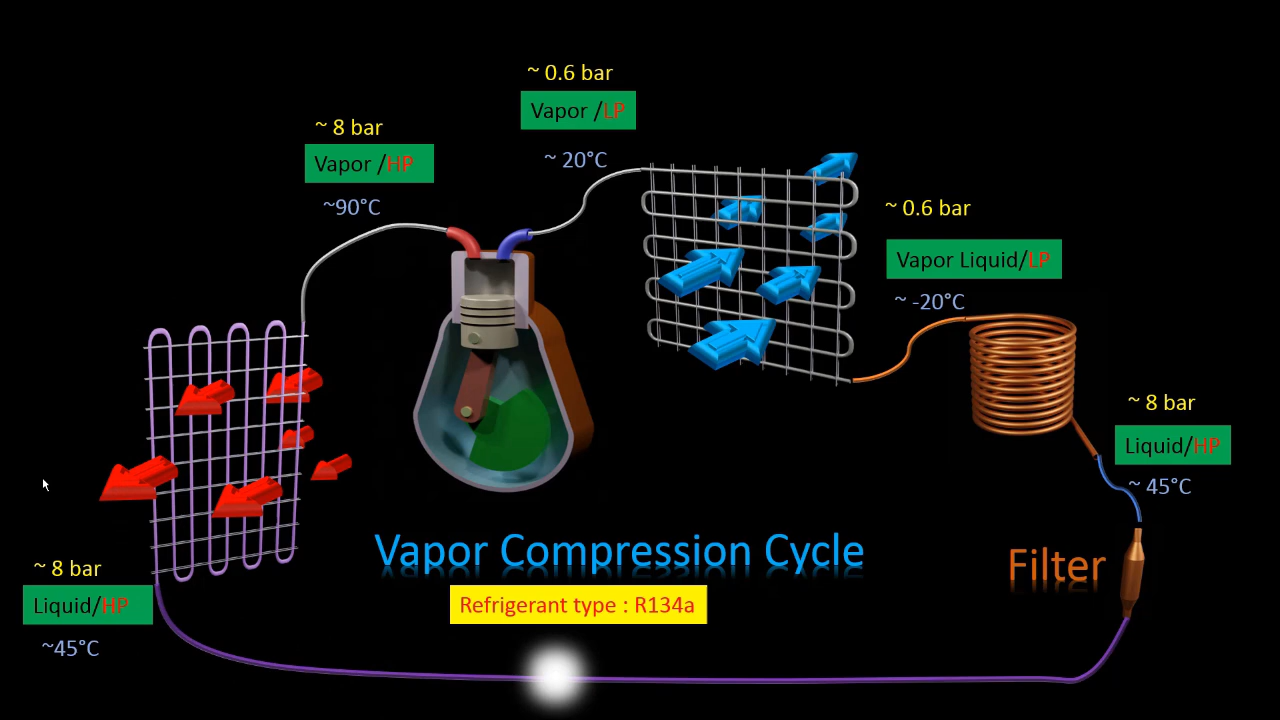 ~ 0.6 bar
Vapor /LP
~ 20°C
~ 8 bar
Vapor /HP
~90°C
~ 0.6 bar
Vapor Liquid/LP
~ -20°C
~ 8 bar
Liquid/HP
~ 45°C
Vapor Compression Cycle
Filter
Refrigerant type : R134a
~ 8 bar
Liquid/HP
~45°C